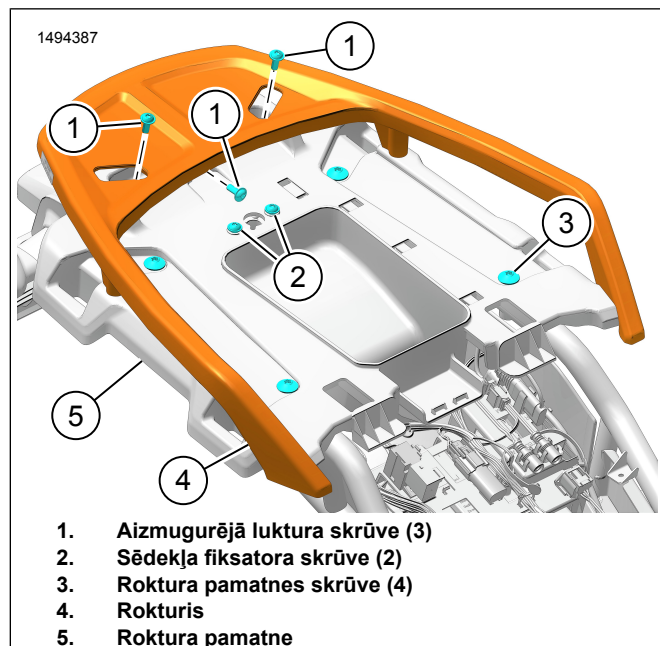 1494387
1
1
1
2
3
4
5
1. Aizmugurējā luktura skrūve (3)
2. Sēdekļa fiksatora skrūve (2)
3. Roktura pamatnes skrūve (4)
4. Rokturis
5. Roktura pamatne